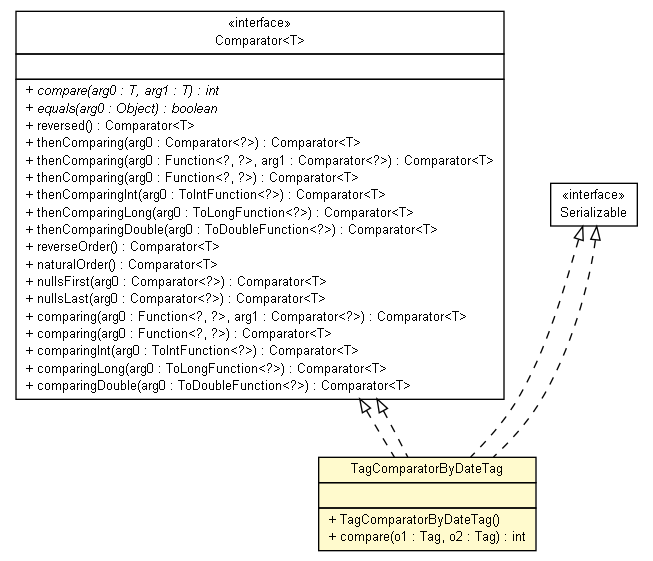 «interface»
Comparator<T>
+ compare(arg0 : T, arg1 : T) : int
+ equals(arg0 : Object) : boolean
+ reversed() : Comparator<T>
+ thenComparing(arg0 : Comparator<?>) : Comparator<T>
+ thenComparing(arg0 : Function<?, ?>, arg1 : Comparator<?>) : Comparator<T>
+ thenComparing(arg0 : Function<?, ?>) : Comparator<T>
+ thenComparingInt(arg0 : ToIntFunction<?>) : Comparator<T>
+ thenComparingLong(arg0 : ToLongFunction<?>) : Comparator<T>
+ thenComparingDouble(arg0 : ToDoubleFunction<?>) : Comparator<T>
+ reverseOrder() : Comparator<T>
+ naturalOrder() : Comparator<T>
+ nullsFirst(arg0 : Comparator<?>) : Comparator<T>
+ nullsLast(arg0 : Comparator<?>) : Comparator<T>
+ comparing(arg0 : Function<?, ?>, arg1 : Comparator<?>) : Comparator<T>
+ comparing(arg0 : Function<?, ?>) : Comparator<T>
+ comparingInt(arg0 : ToIntFunction<?>) : Comparator<T>
+ comparingLong(arg0 : ToLongFunction<?>) : Comparator<T>
+ comparingDouble(arg0 : ToDoubleFunction<?>) : Comparator<T>
«interface»
Serializable
TagComparatorByDateTag
+ TagComparatorByDateTag()
+ compare(o1 : Tag, o2 : Tag) : int